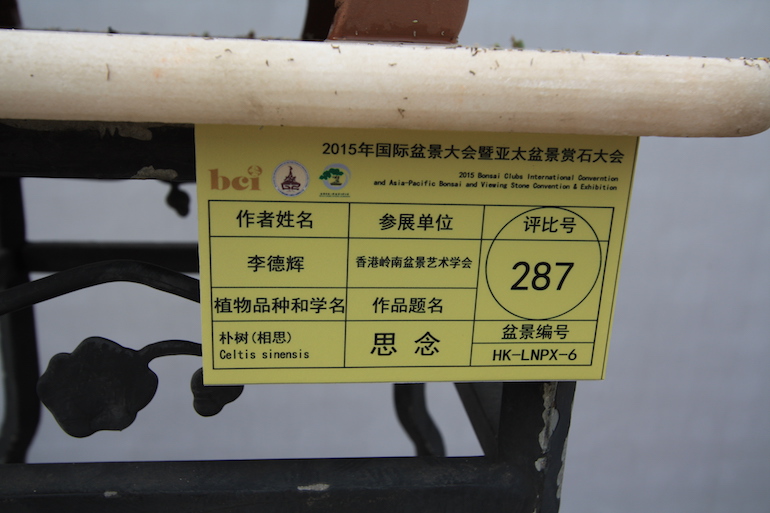 2015年国际盆景大会暨亚太盆景赏石大会
2015 Bonsai Clubs International Convention
and Asia-Pacific Bonsai and Viewing Stone Convention & Exhibition
bci
作者姓名 参展单位 评比号
李德辉 香港岭南盆景艺术学会 287
植物品种和学名 作品题名
朴树(相思) 思念 盆景编号
Celtis sinensis HK-LNPX-6